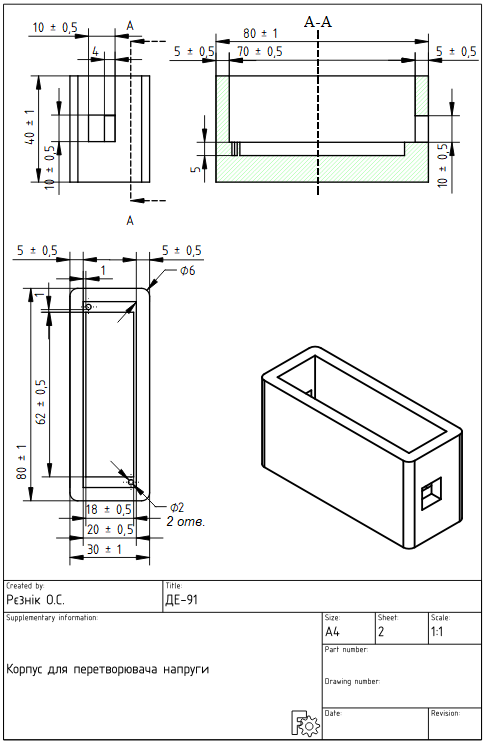 А-А
10 ± 0,5
А
80 ± 1
4
5 ± 0,5
70 ± 0,5
5 ± 0,5
40 ± 1
10 ± 0,5
5
10 ± 0,5
А
5 ± 0,5
5 ± 0,5
1
Ф6
1
62 ± 0,5
80 ± 1
18 ± 0,5
Ф2
2 отв.
20 ± 0,5
30 ± 1
Created by:
Рєзнік О.С.
Title:
ДЕ-91
Supplementary information:
Size:
A4
Sheet:
2
Scale:
1:1
Part number:
Корпус для перетворювача напруги
Drawing number:
Date:
Revision: